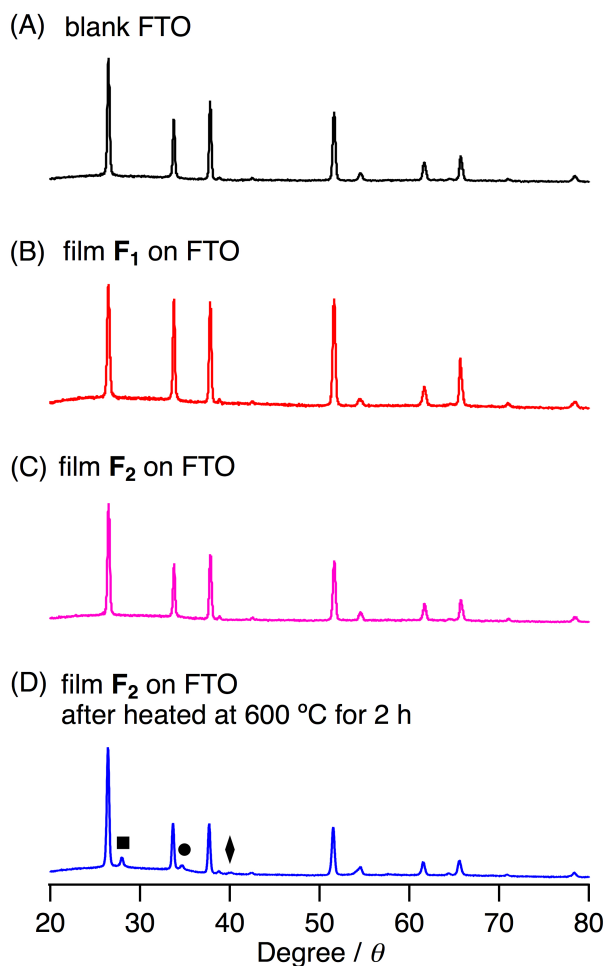 (A) blank FTO
(B) film F₁ on FTO
(C) film F₂ on FTO
(D) film F₂ on FTO
after heated at 600 ºC for 2 h
20 30 40 50 60 70 80
Degree / θ